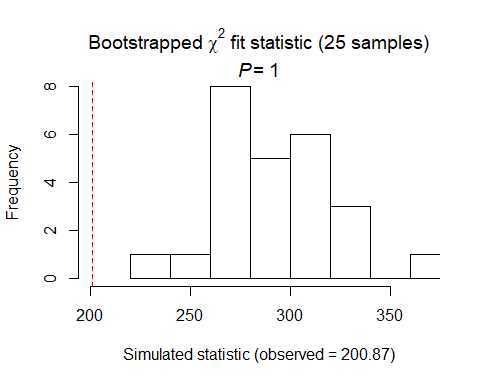 Bootstrapped χ² fit statistic (25 samples)
P = 1
8
6
4
2
0
Frequency
200 250 300 350
Simulated statistic (observed = 200.87)